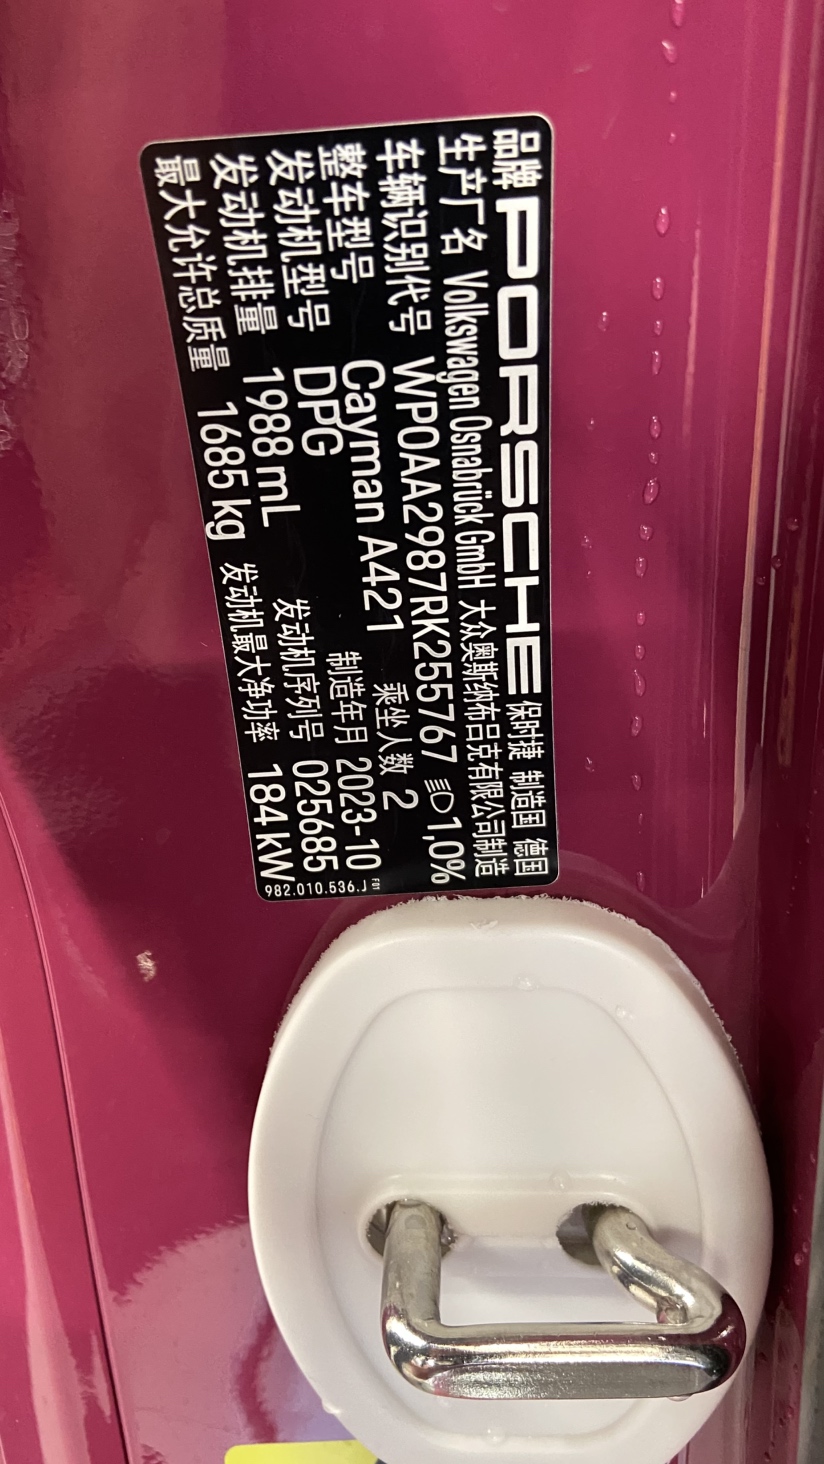 品牌 PORSCHE 保时捷 制造国 德国
生产厂名 Volkswagen Osnabrück GmbH 大众奥斯纳布吕克有限公司制造
车辆识别代号 WP0AA2987RK255767 1,0%
整车型号 Cayman A421 乘坐人数 2
发动机型号 DPG 制造年月 2023-10
发动机排量 1988 mL 发动机序列号 025685
最大允许总质量 1685 kg 发动机最大净功率 184 kW
982.010.536.J F01